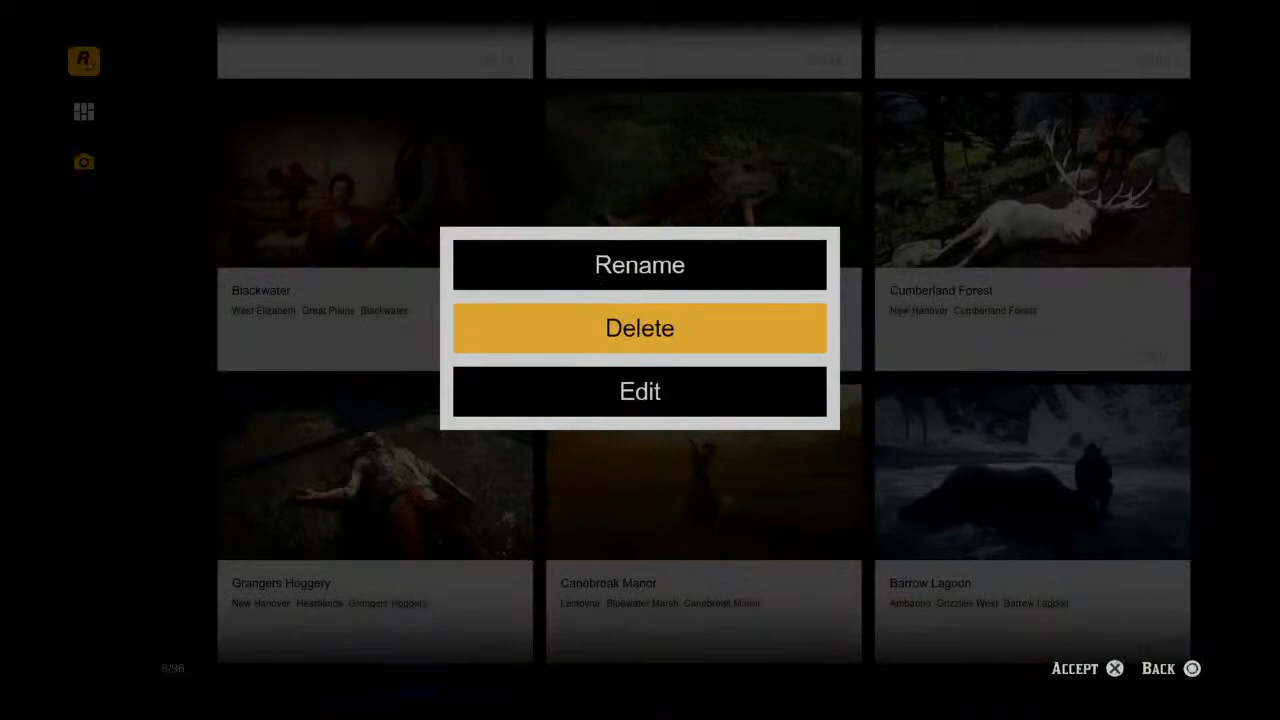 Rename
Delete
Edit
Blackwater
West Elizabeth Great Plains Blackwater
Cumberland Forest
New Hanover Cumberland Forest
Grangers Hoggery
New Hanover Heartlands Grangers Hoggery
Canebreak Manor
Lemoyne Bluewater Marsh Canebreak Manor
Barrow Lagoon
Ambarino Grizzlies West Barrow Lagoon
8/96
ACCEPT
BACK